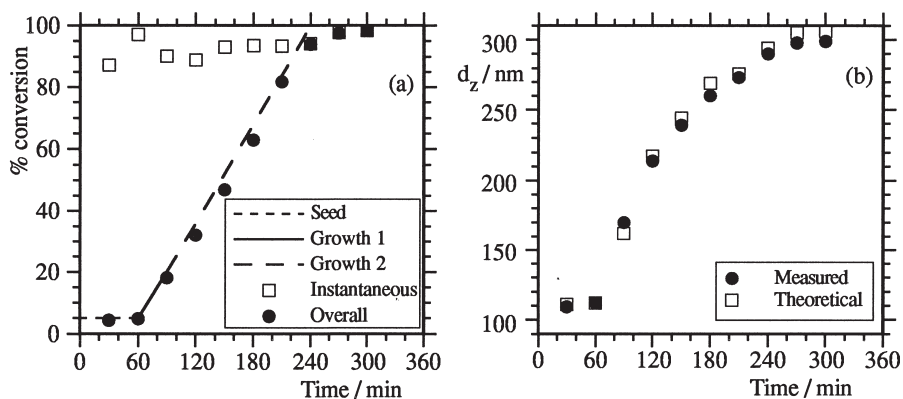 100
80
60
40
20
0
% conversion
(a)
Seed
Growth 1
Growth 2
Instantaneous
Overall
0 60 120 180 240 300 360
Time / min
300
250
200
150
100
d_z / nm
(b)
Measured
Theoretical
0 60 120 180 240 300 360
Time / min